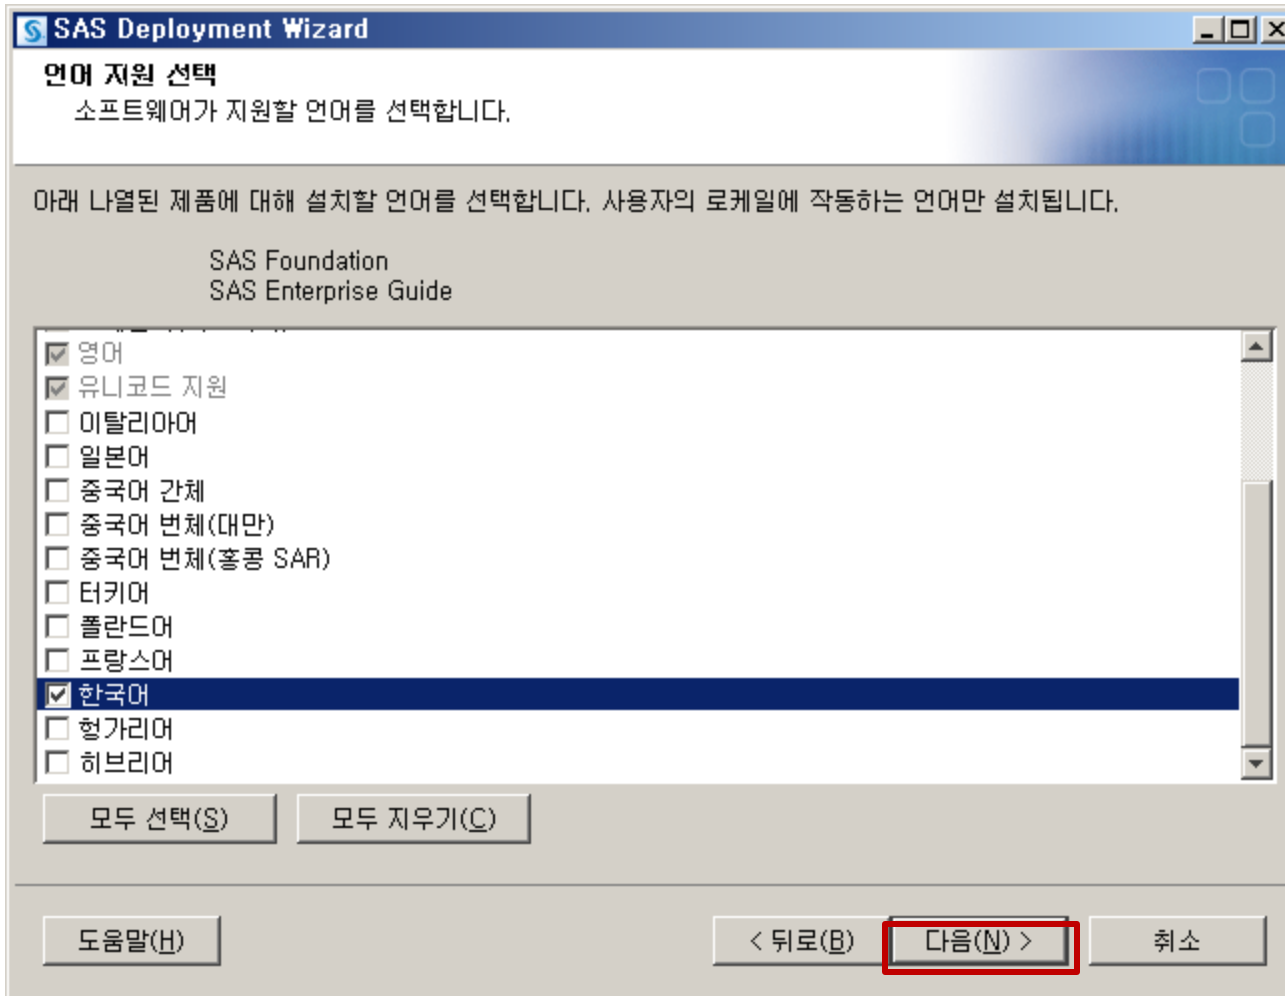 SAS Deployment Wizard
언어 지원 선택
소프트웨어가 지원할 언어를 선택합니다.
아래 나열된 제품에 대해 설치할 언어를 선택합니다. 사용자의 로케일에 작동하는 언어만 설치됩니다.
SAS Foundation
SAS Enterprise Guide
영어
유니코드 지원
이탈리아어
일본어
중국어 간체
중국어 번체(대만)
중국어 번체(홍콩 SAR)
터키어
폴란드어
프랑스어
한국어
헝가리어
히브리어
모두 선택(S) 모두 지우기(C)
도움말(H) < 뒤로(B) 다음(N) > 취소